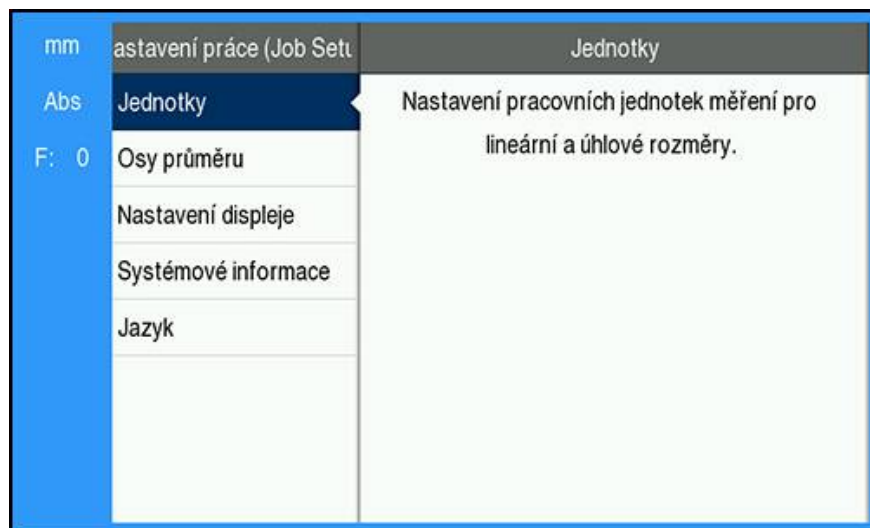 mm
Abs
F: 0
astavení práce (Job Setu
Jednotky
Osy průměru
Nastavení displeje
Systémové informace
Jazyk
Jednotky
Nastavení pracovních jednotek měření pro
lineární a úhlové rozměry.